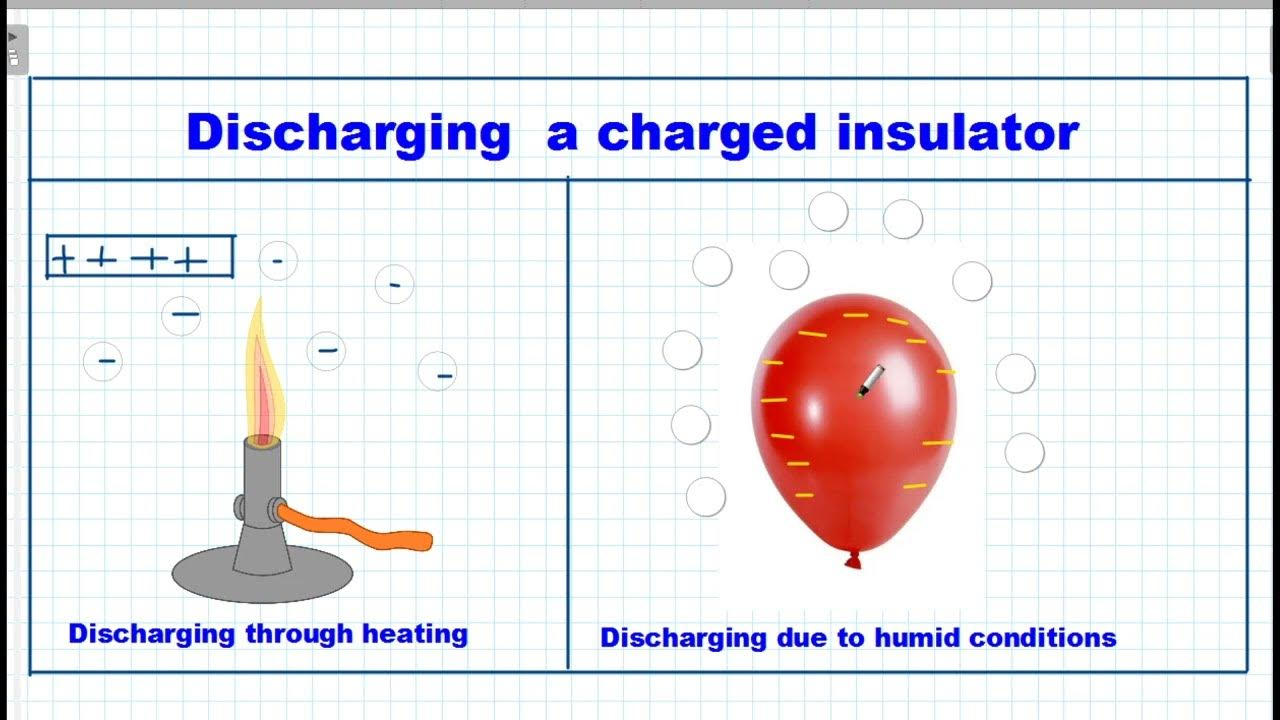 Discharging a charged insulator
+ + + +
-
-
-
-
-
-
Discharging through heating
Discharging due to humid conditions